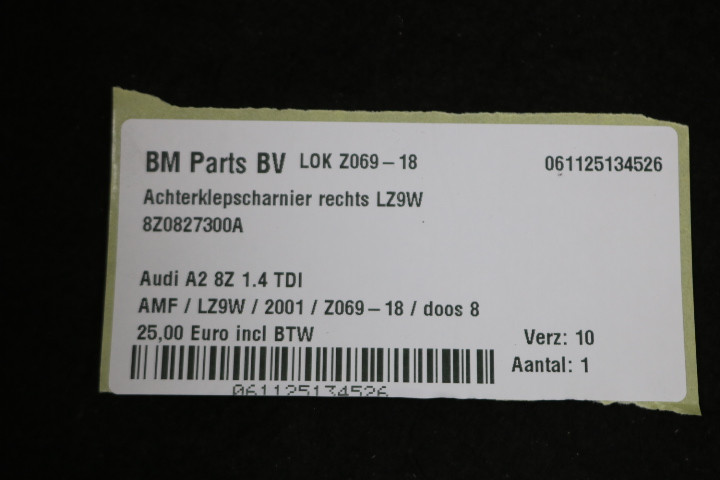 BM Parts BV LOK Z069-18 061125134526
Achterklepscharnier rechts LZ9W
8Z0827300A
Audi A2 8Z 1.4 TDI
AMF / LZ9W / 2001 / Z069-18 / doos 8
25,00 Euro incl BTW Verz: 10
Aantal: 1
061125134526